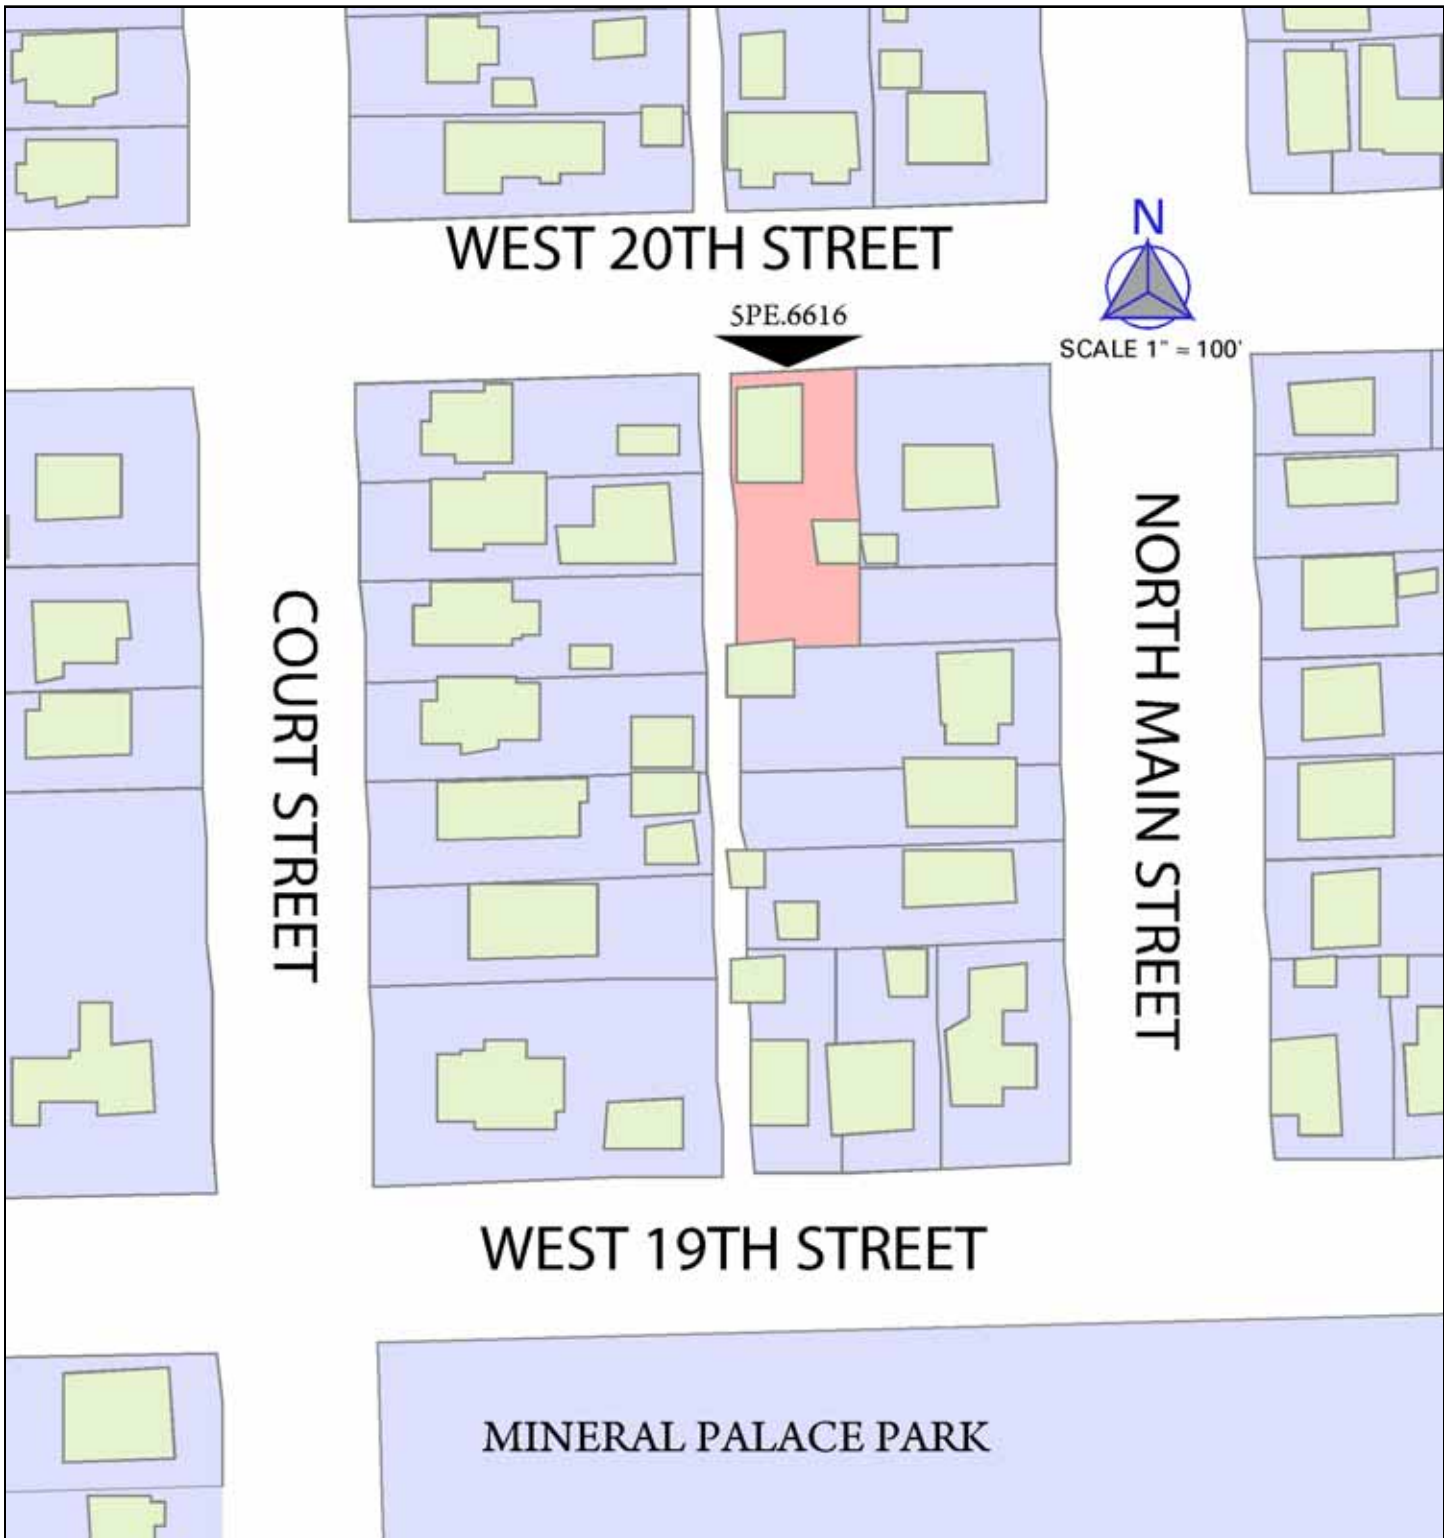 WEST 20TH STREET
N
5PE.6616
SCALE 1" = 100'
COURT STREET
NORTH MAIN STREET
WEST 19TH STREET
MINERAL PALACE PARK